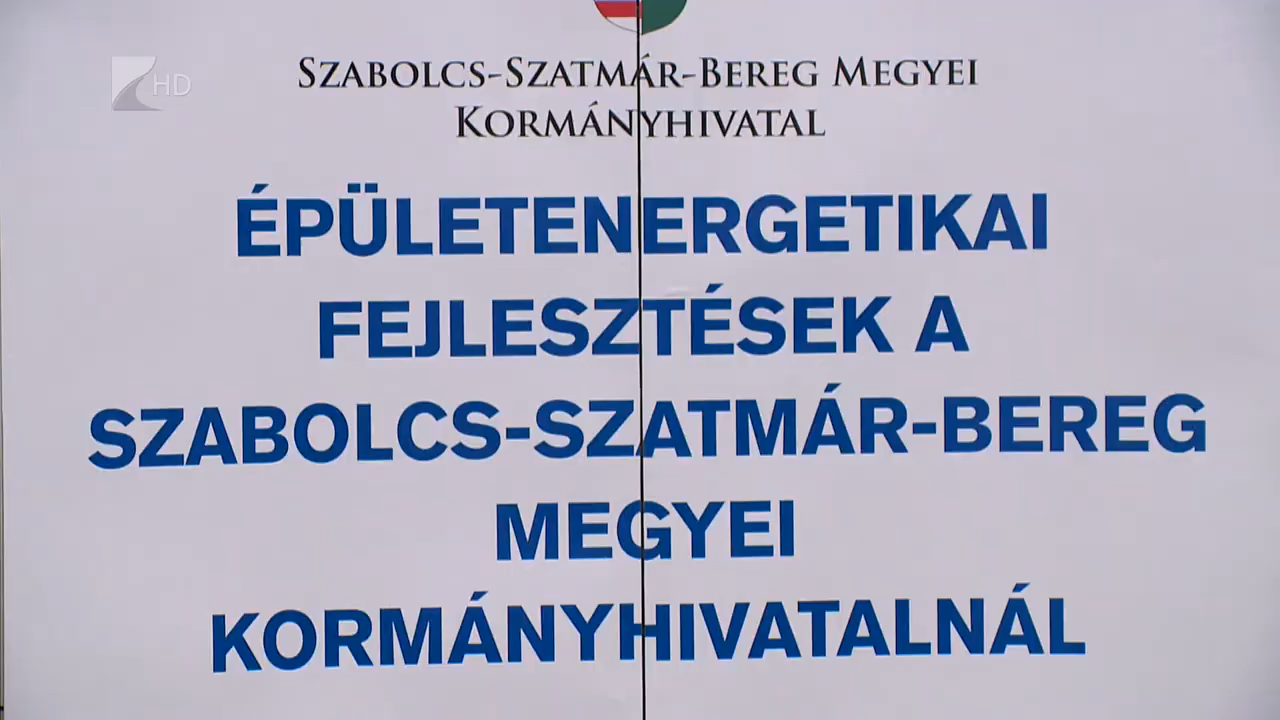 HD
SZABOLCS-SZATMÁR-BEREG MEGYEI
KORMÁNYHIVATAL
ÉPÜLETENERGETIKAI
FEJLESZTÉSEK A
SZABOLCS-SZATMÁR-BEREG
MEGYEI
KORMÁNYHIVATALNÁL